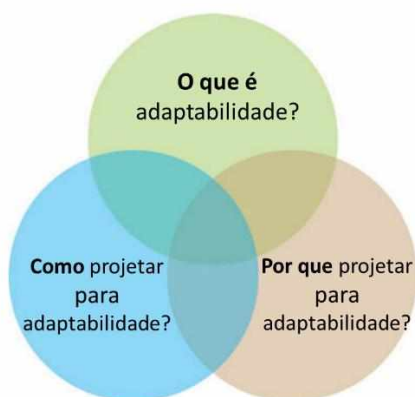 O que é
adaptabilidade?
Como projetar
para
adaptabilidade?
Por que projetar
para
adaptabilidade?